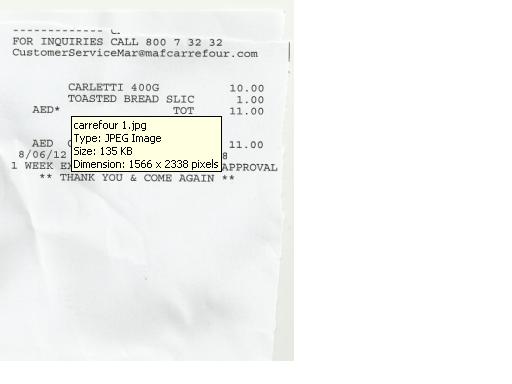 FOR INQUIRIES CALL 800 7 32 32
CustomerServiceMar@mafcarrefour.com
CARLETTI 400G 10.00
TOASTED BREAD SLIC 1.00
AED* TOT 11.00
carrefour 1.jpg
Type: JPEG Image
Size: 135 KB
Dimension: 1566 x 2338 pixels
AED 11.00
8/06/12 8
1 WEEK APPROVAL
** THANK YOU & COME AGAIN **